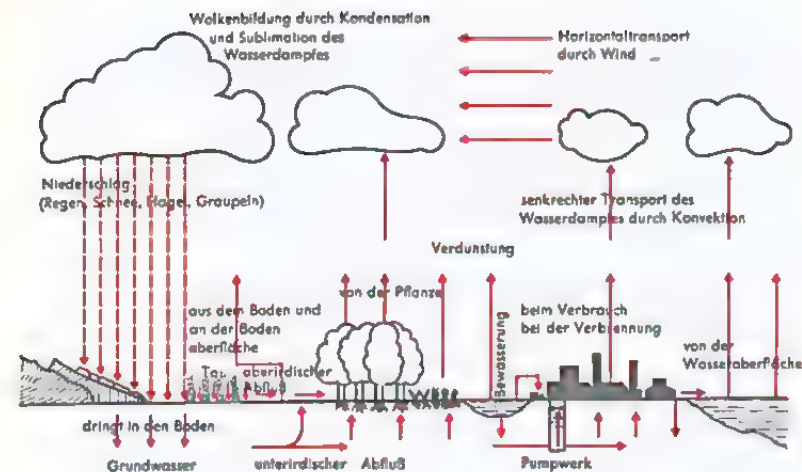 Wolkenbildung durch Kondensation
und Sublimation des
Wasserdampfes
Horizontaltransport
durch Wind
Niederschlag
(Regen, Schnee, Hagel, Graupeln)
senkrechter Transport des
Wasserdampfes durch Konvektion
Verdunstung
von der Pflanze
aus dem Boden und
an der Boden
oberfläche
beim Verbrauch
bei der Verbrennung
Bewässerung
von der
Wasseroberfläche
Tau
oberirdischer
Abfluß
dringt in den Boden
Grundwasser
unterirdischer Abfluß
Pumpwerk